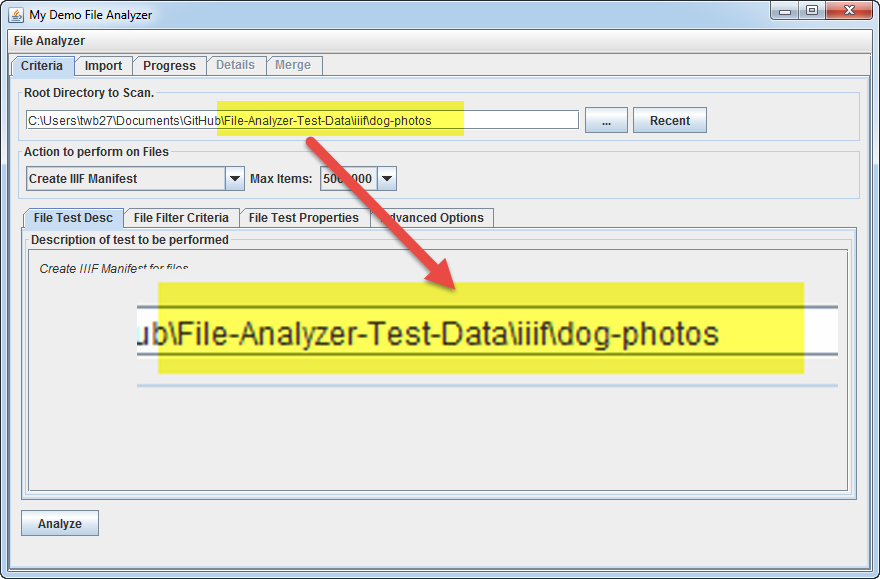 My Demo File Analyzer
File Analyzer
Criteria Import Progress Details Merge
Root Directory to Scan.
C:\Users\twb27\Documents\GitHub\File-Analyzer-Test-Data\iiif\dog-photos ... Recent
Action to perform on Files
Create IIIF Manifest Max Items: 000
File Test Desc File Filter Criteria File Test Properties Options
Description of test to be performed
Create IIIF Manifest for files
ub\File-Analyzer-Test-Data\iiif\dog-photos
Analyze